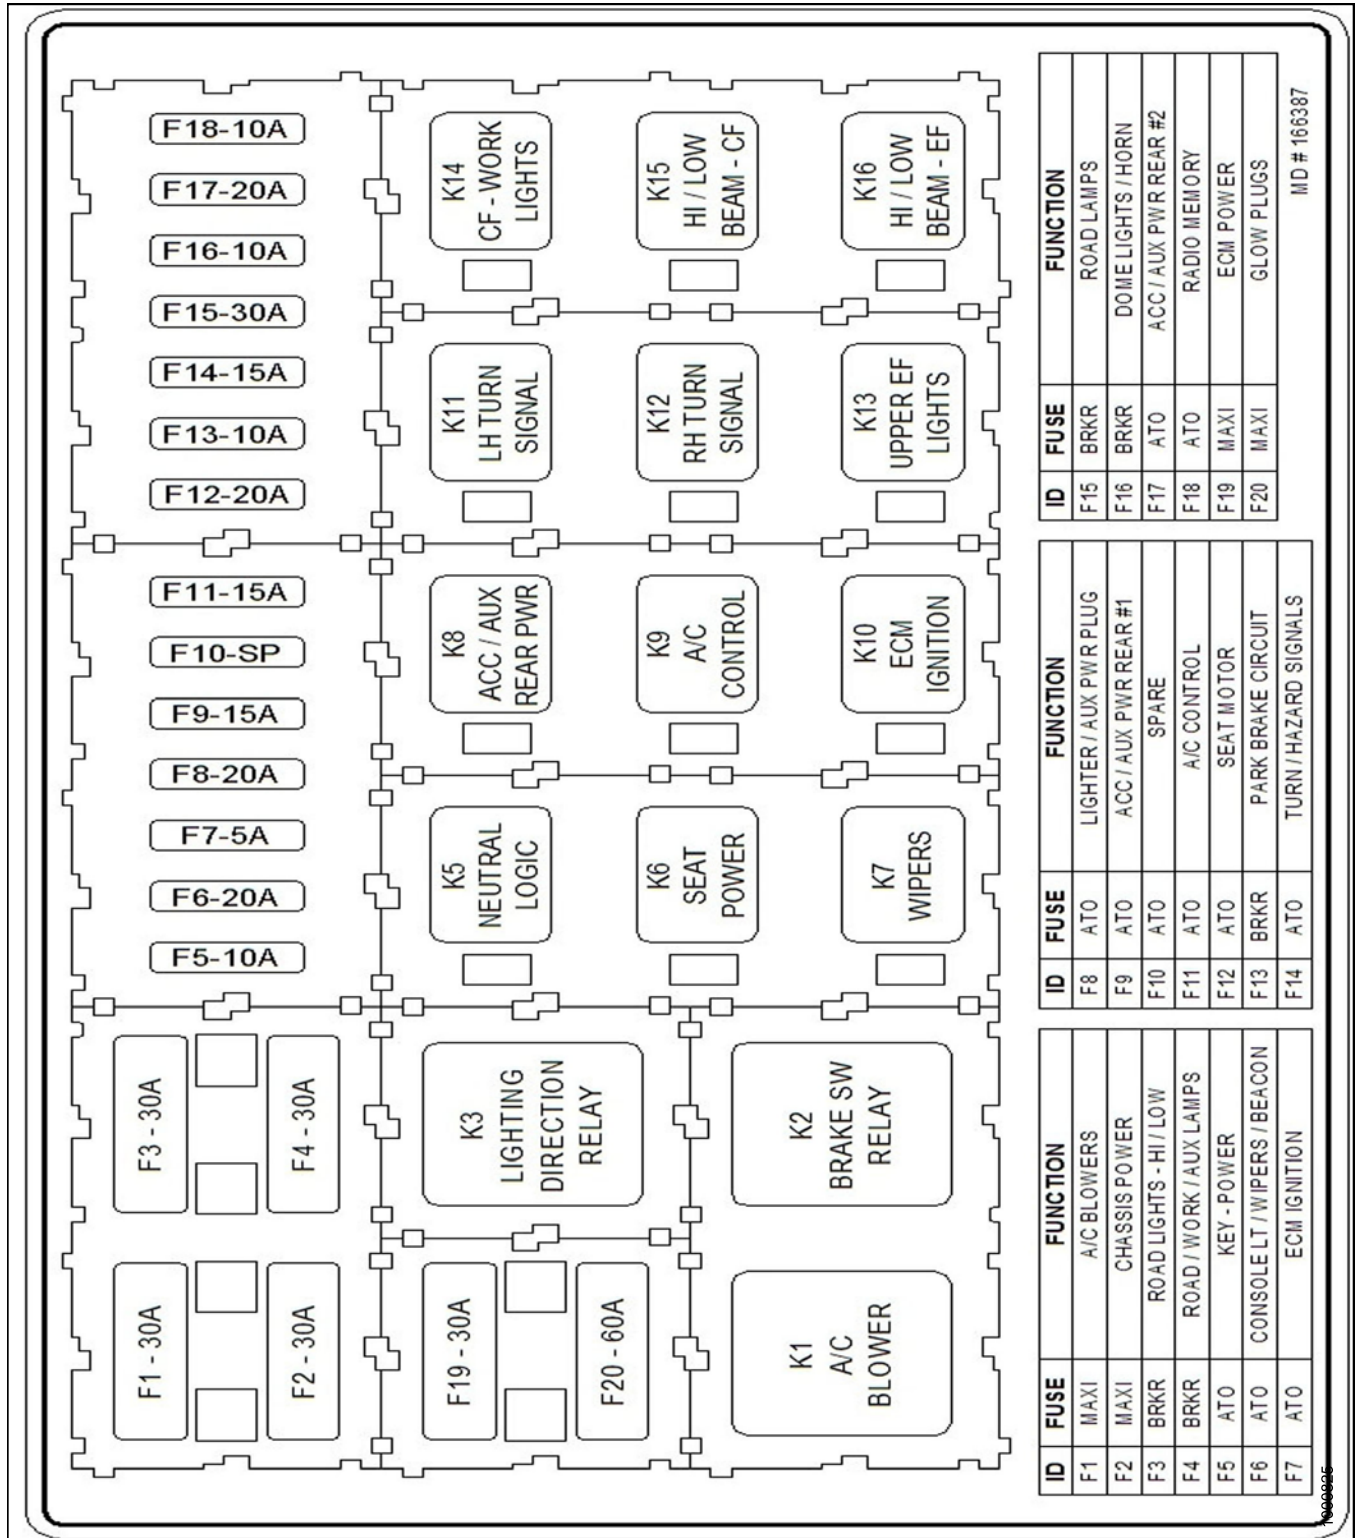 F18-10A
F17-20A
F16-10A
F15-30A
F14-15A
F13-10A
F12-20A
F11-15A
F10-SP
F9-15A
F8-20A
F7-5A
F6-20A
F5-10A
F3 - 30A
F4 - 30A
F1 - 30A
F2 - 30A
K14
CF - WORK
LIGHTS
K15
HI / LOW
BEAM - CF
K16
HI / LOW
BEAM - EF
K11
LH TURN
SIGNAL
K12
RH TURN
SIGNAL
K13
UPPER EF
LIGHTS
K8
ACC / AUX
REAR PWR
K9
A/C
CONTROL
K10
ECM
IGNITION
K5
NEUTRAL
LOGIC
K6
SEAT
POWER
K7
WIPERS
K3
LIGHTING
DIRECTION
RELAY
K2
BRAKE SW
RELAY
F19 - 30A
F20 - 60A
K1
A/C
BLOWER
ID FUSE FUNCTION
F1 MAXI A/C BLOWERS
F2 MAXI CHASSIS POWER
F3 BRKR ROAD LIGHTS - HI / LOW
F4 BRKR ROAD / WORK / AUX LAMPS
F5 ATO KEY - POWER
F6 ATO CONSOLE LT / WIPERS / BEACON
F7 ATO ECM IGNITION
ID FUSE FUNCTION
F8 ATO LIGHTER / AUX PWR PLUG
F9 ATO ACC / AUX PWR REAR #1
F10 ATO SPARE
F11 ATO A/C CONTROL
F12 ATO SEAT MOTOR
F13 BRKR PARK BRAKE CIRCUIT
F14 ATO TURN / HAZARD SIGNALS
ID FUSE FUNCTION
F15 BRKR ROAD LAMPS
F16 BRKR DOME LIGHTS / HORN
F17 ATO ACC / AUX PWR REAR #2
F18 ATO RADIO MEMORY
F19 MAXI ECM POWER
F20 MAXI GLOW PLUGS
MD # 166387